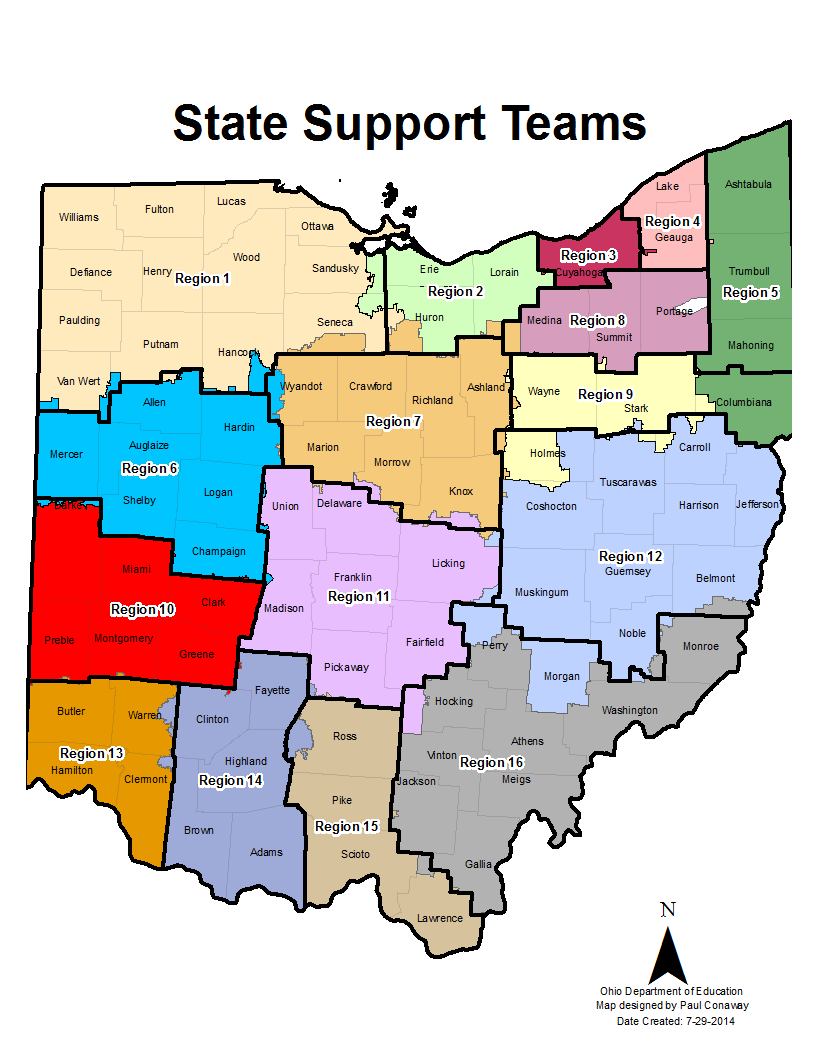 State Support Teams
Lake
Ashtabula
Lucas
Fulton
Williams
Region 4
Ottawa
Geauga
Region 3
Wood
Sandusky
Erie
Lorain
Cuyahoga
Defiance
Henry
Region 1
Trumbull
Region 2
Region 5
Paulding
Seneca
Huron
Medina
Region 8
Portage
Summit
Putnam
Hancock
Mahoning
Van Wert
Wyandot
Crawford
Ashland
Wayne
Region 9
Allen
Richland
Columbiana
Stark
Hardin
Region 7
Mercer
Auglaize
Marion
Holmes
Carroll
Region 6
Morrow
Tuscarawas
Shelby
Logan
Knox
Union
Delaware
Coshocton
Harrison
Jefferson
Darke
Champaign
Licking
Region 12
Miami
Franklin
Guernsey
Belmont
Region 11
Muskingum
Clark
Madison
Region 10
Preble
Montgomery
Fairfield
Perry
Noble
Monroe
Greene
Pickaway
Morgan
Fayette
Hocking
Washington
Butler
Warren
Clinton
Ross
Athens
Region 13
Highland
Vinton
Region 16
Hamilton
Clermont
Region 14
Jackson
Meigs
Pike
Brown
Region 15
Adams
Scioto
Gallia
Lawrence
N
Ohio Department of Education
Map designed by Paul Conaway
Date Created: 7-29-2014